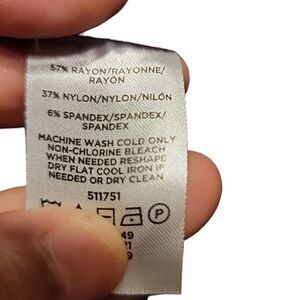 57% RAYON/RAYONNE/
RAYÓN
37% NYLON/NYLON/NILÓN
6% SPANDEX/SPANDEX/
SPANDEX
MACHINE WASH COLD ONLY
NON-CHLORINE BLEACH
WHEN NEEDED RESHAPE
DRY FLAT COOL IRON IF
NEEDED OR DRY CLEAN
511751
P